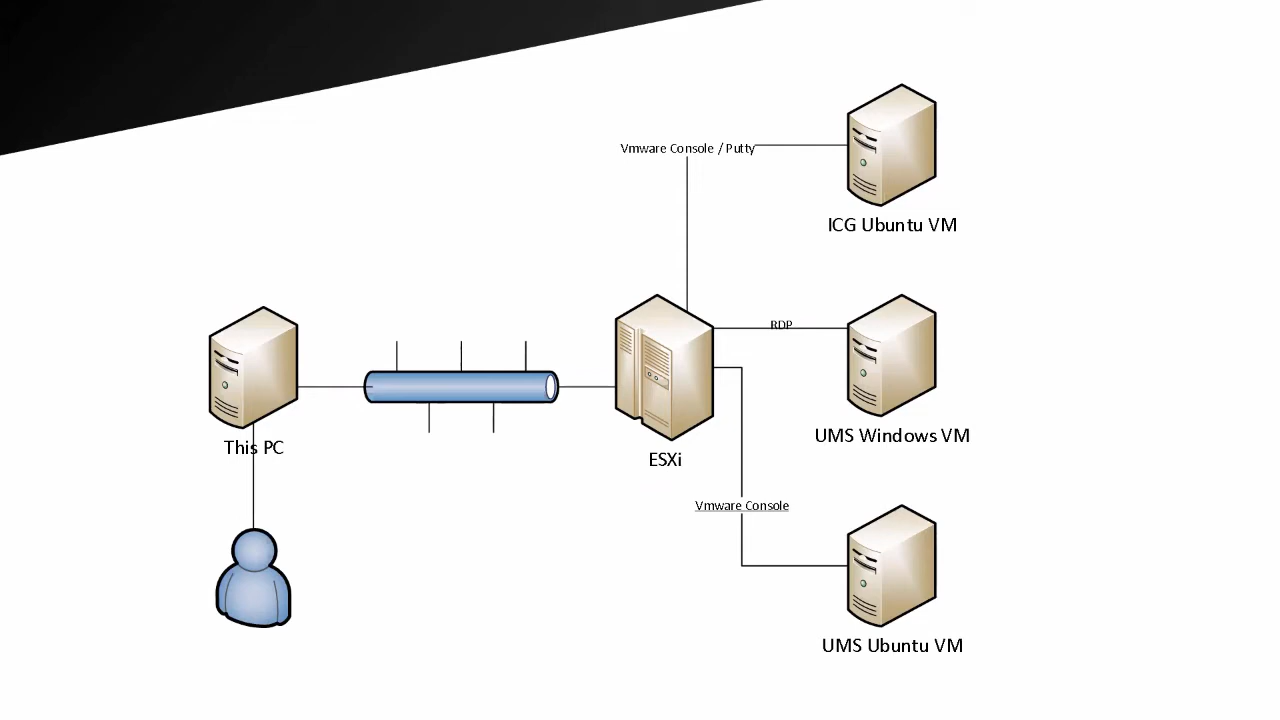 Vmware Console / Putty
ICG Ubuntu VM
RDP
UMS Windows VM
This PC
ESXi
Vmware Console
UMS Ubuntu VM